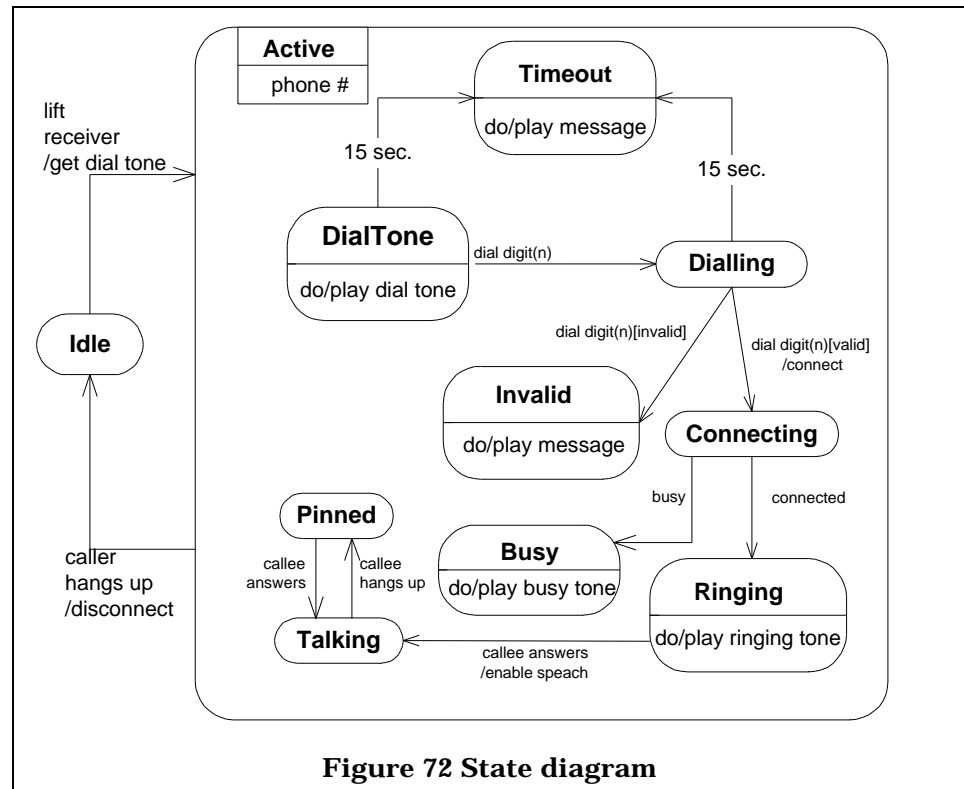 Active
phone #
Timeout
do/play message
lift
receiver
/get dial tone
15 sec.
15 sec.
DialTone
do/play dial tone
dial digit(n)
Dialling
Idle
dial digit(n)[invalid]
dial digit(n)[valid]
/connect
Invalid
do/play message
Connecting
busy
connected
Pinned
Busy
do/play busy tone
callee
answers
callee
hangs up
Ringing
do/play ringing tone
caller
hangs up
/disconnect
Talking
callee answers
/enable speach
Figure 72 State diagram